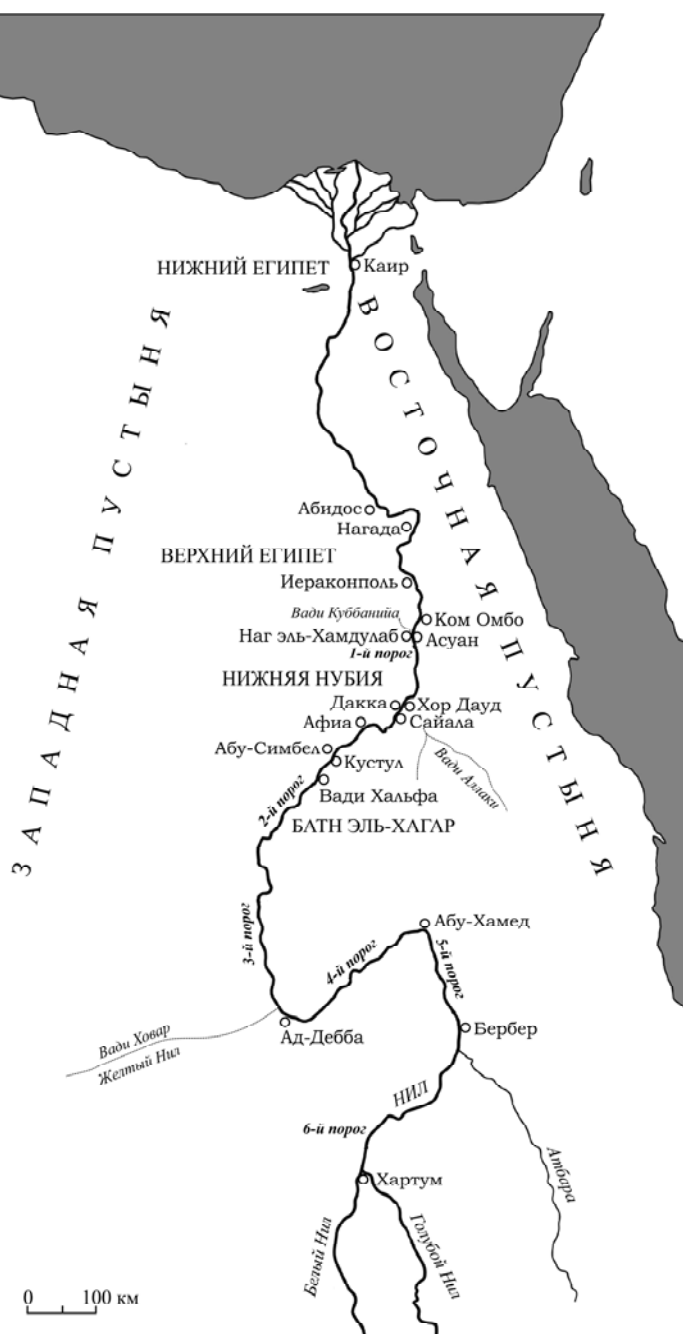 НИЖНИЙ ЕГИПЕТ
Каир
ЗАПАДНАЯ ПУСТЫНЯ
ВОСТОЧНАЯ ПУСТЫНЯ
Абидос
Нагада
ВЕРХНИЙ ЕГИПЕТ
Иераконполь
Вади Куббанийа
Ком Омбо
Наг эль-Хамдулаб
Асуан
1-й порог
НИЖНЯЯ НУБИЯ
Дакка
Хор Дауд
Афиа
Сайала
Абу-Симбел
Кустул
Вади Аллаки
Вади Хальфа
2-й порог
БАТН ЭЛЬ-ХАГАР
3-й порог
Абу-Хамед
4-й порог
5-й порог
Ад-Дебба
Бербер
Вади Ховар
Желтый Нил
НИЛ
6-й порог
Хартум
Атбара
Белый Нил
Голубой Нил
0 100 км